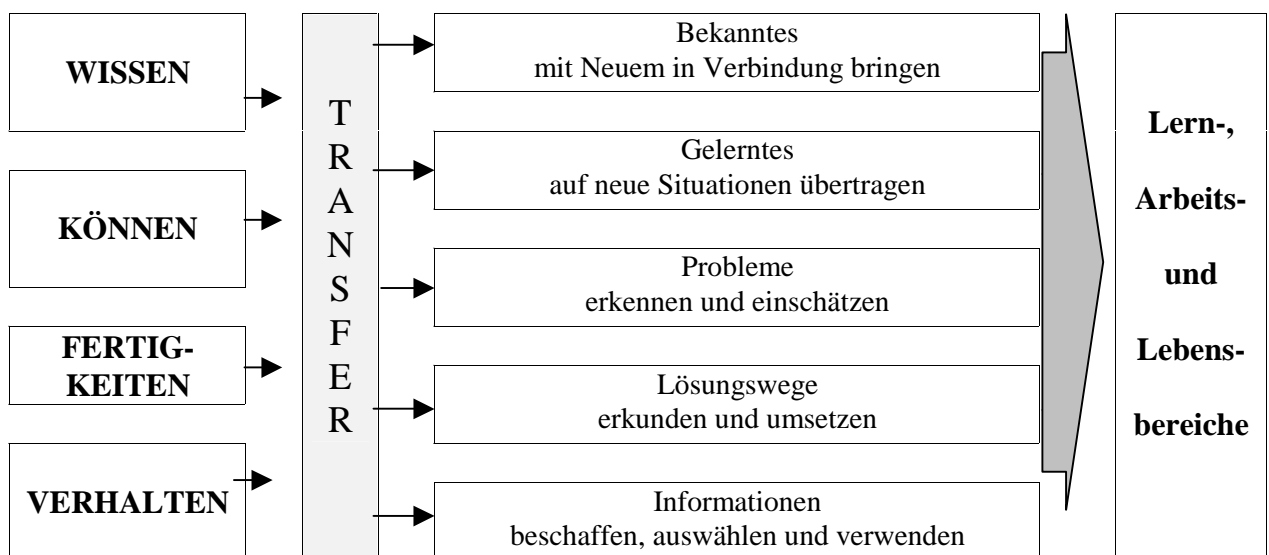 WISSEN
KÖNNEN
FERTIG-
KEITEN
VERHALTEN
T
R
A
N
S
F
E
R
Bekanntes
mit Neuem in Verbindung bringen
Gelerntes
auf neue Situationen übertragen
Probleme
erkennen und einschätzen
Lösungswege
erkunden und umsetzen
Informationen
beschaffen, auswählen und verwenden
Lern-,
Arbeits-
und
Lebens-
bereiche